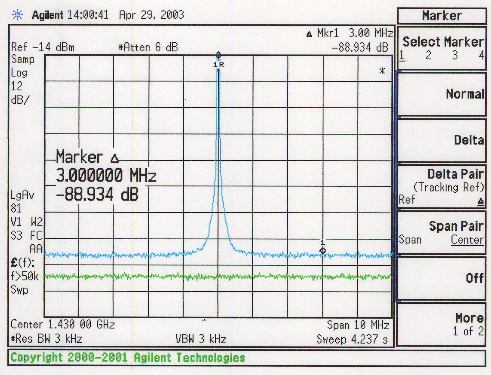 Agilent 14:00:41 Apr 29, 2003
Marker
Mkr1 3.00 MHz
Ref -14 dBm *Atten 6 dB -88.934 dB
Select Marker
1 2 3 4
Samp
Log
12
dB/
1R
*
Normal
Delta
Marker Δ
3.000000 MHz
-88.934 dB
Delta Pair
(Tracking Ref)
Ref Δ
LgAv
81
V1 W2
S3 FC
AA
1
Span Pair
Span Center
£(f):
f>50k
Swp
Off
Center 1.430 00 GHz Span 10 MHz
*Res BW 3 kHz VBW 3 kHz Sweep 4.237 s
More
1 of 2
Copyright 2000-2001 Agilent Technologies